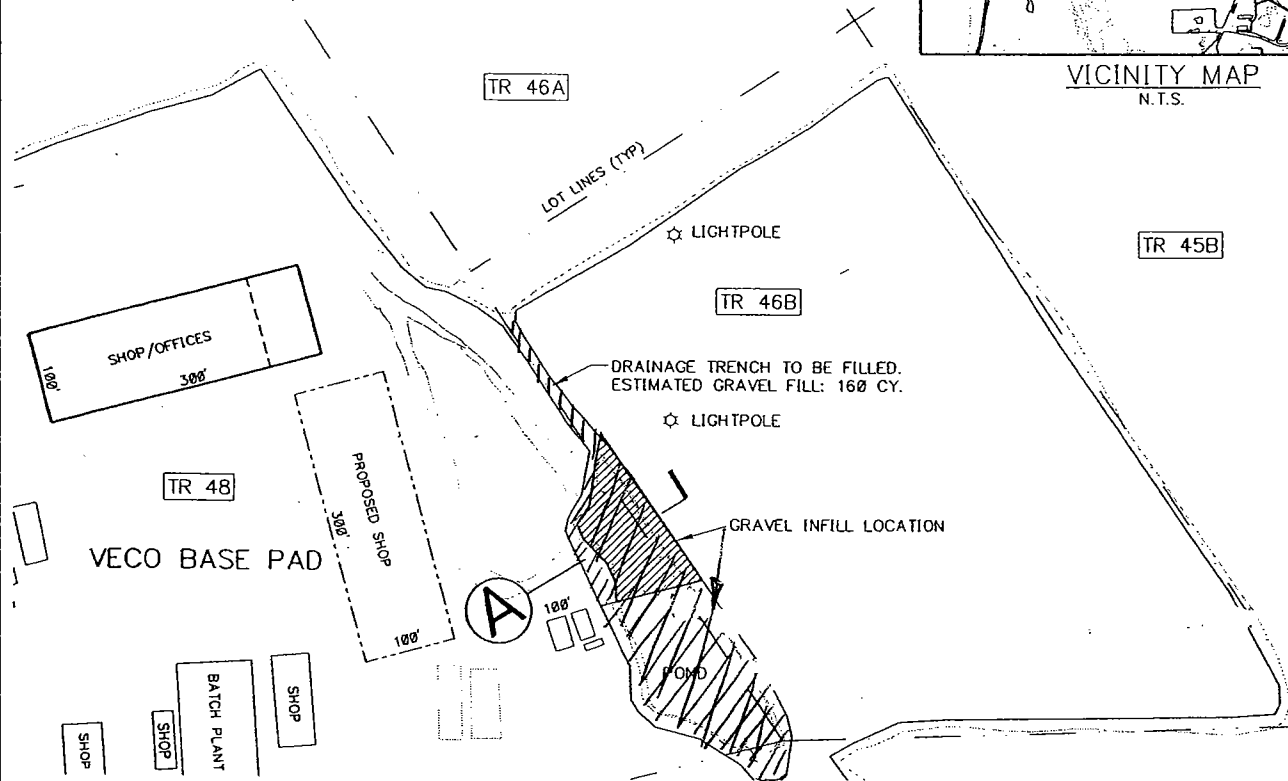 VICINITY MAP
N.T.S.
TR 46A
LOT LINES (TYP)
LIGHTPOLE
TR 45B
TR 46B
SHOP/OFFICES
100'
300'
DRAINAGE TRENCH TO BE FILLED.
ESTIMATED GRAVEL FILL: 160 CY.
LIGHTPOLE
TR 48
PROPOSED SHOP
300'
100'
GRAVEL INFILL LOCATION
VECO BASE PAD
A
100'
POND
BATCH PLANT
SHOP
SHOP
SHOP